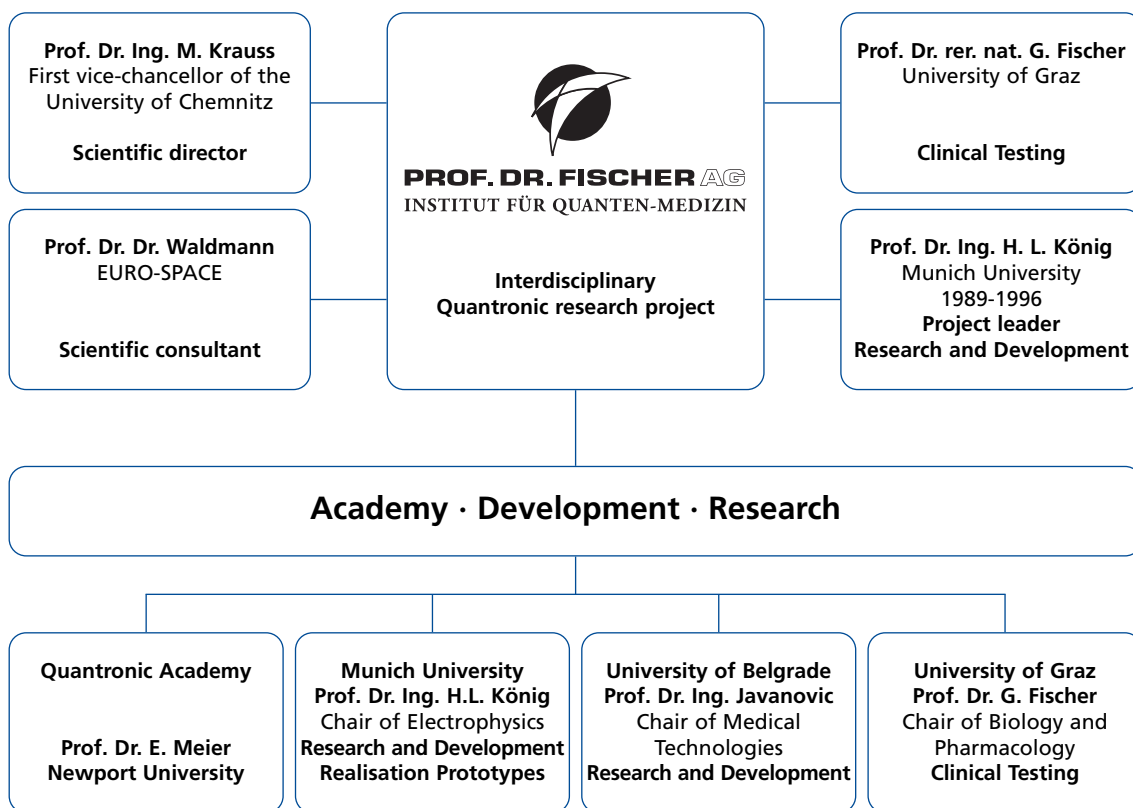 Prof. Dr. Ing. M. Krauss
First vice-chancellor of the
University of Chemnitz
Scientific director
Prof. Dr. Dr. Waldmann
EURO-SPACE
Scientific consultant
PROF. DR. FISCHER AG
INSTITUT FÜR QUANTEN-MEDIZIN
Interdisciplinary
Quantronic research project
Prof. Dr. rer. nat. G. Fischer
University of Graz
Clinical Testing
Prof. Dr. Ing. H. L. König
Munich University
1989-1996
Project leader
Research and Development
Academy · Development · Research
Quantronic Academy
Prof. Dr. E. Meier
Newport University
Munich University
Prof. Dr. Ing. H.L. König
Chair of Electrophysics
Research and Development
Realisation Prototypes
University of Belgrade
Prof. Dr. Ing. Javanovic
Chair of Medical
Technologies
Research and Development
University of Graz
Prof. Dr. G. Fischer
Chair of Biology and
Pharmacology
Clinical Testing